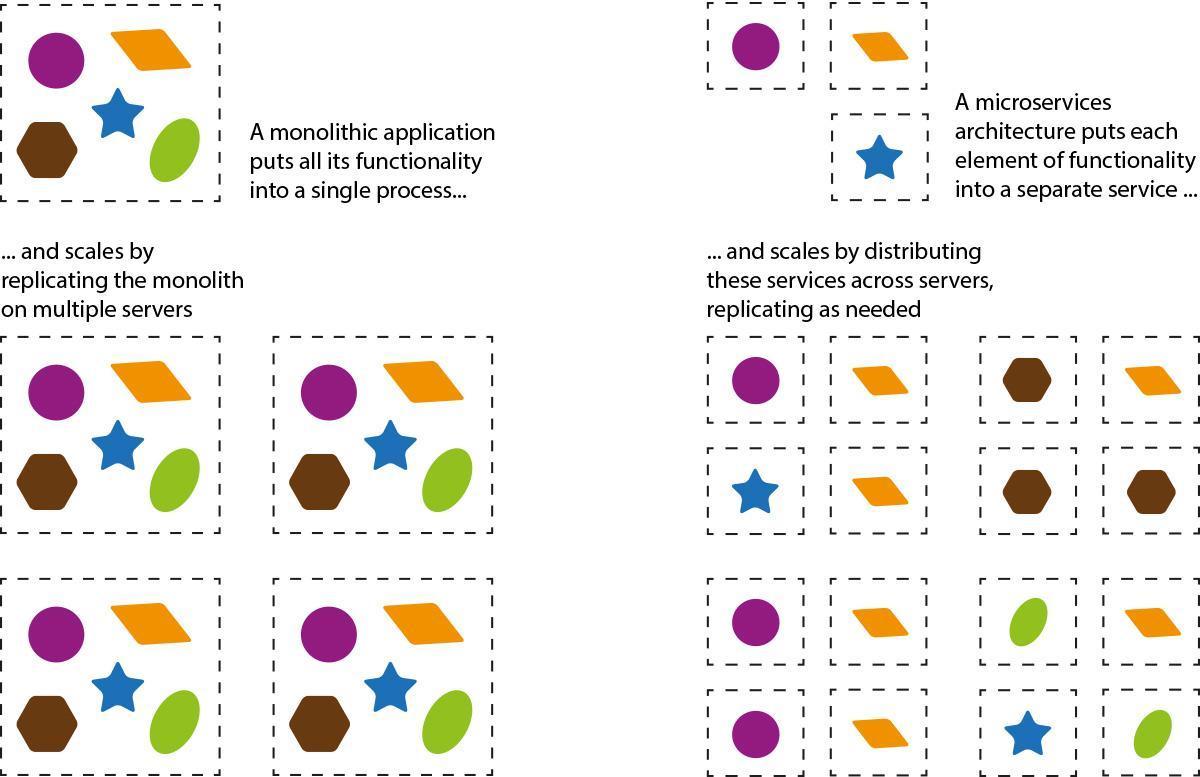 A monolithic application
puts all its functionality
into a single process...
... and scales by
replicating the monolith
on multiple servers
A microservices
architecture puts each
element of functionality
into a separate service ...
... and scales by distributing
these services across servers,
replicating as needed